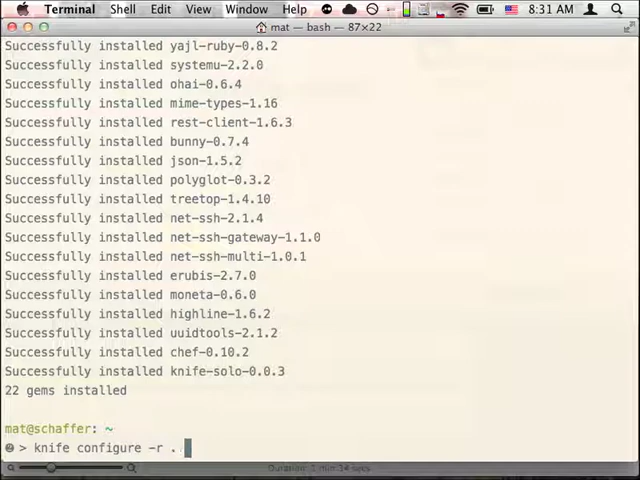 Terminal Shell Edit View Window Help 8:31 AM
mat — bash — 87×22
Successfully installed yajl-ruby-0.8.2
Successfully installed systemu-2.2.0
Successfully installed ohai-0.6.4
Successfully installed mime-types-1.16
Successfully installed rest-client-1.6.3
Successfully installed bunny-0.7.4
Successfully installed json-1.5.2
Successfully installed polyglot-0.3.2
Successfully installed treetop-1.4.10
Successfully installed net-ssh-2.1.4
Successfully installed net-ssh-gateway-1.1.0
Successfully installed net-ssh-multi-1.0.1
Successfully installed erubis-2.7.0
Successfully installed moneta-0.6.0
Successfully installed highline-1.6.2
Successfully installed uuidtools-2.1.2
Successfully installed chef-0.10.2
Successfully installed knife-solo-0.0.3
22 gems installed
mat@schaffer: ~
> knife configure -r .
Duration: 1 min 14 secs